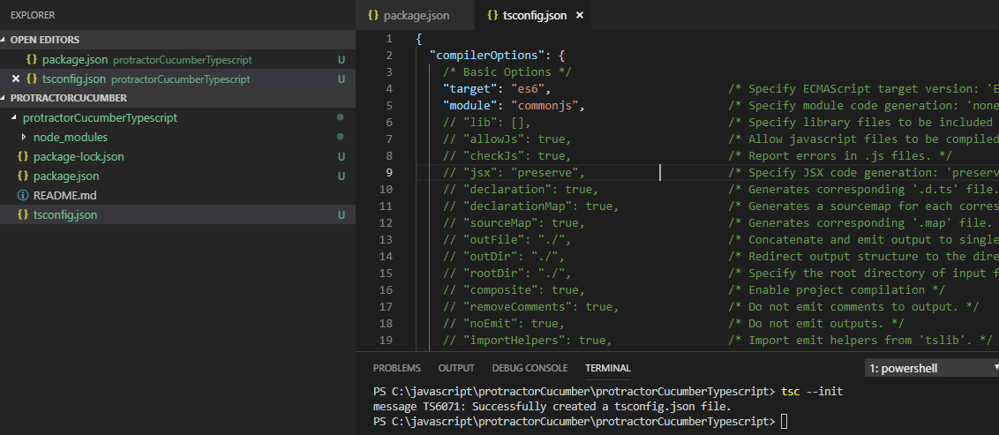 EXPLORER
OPEN EDITORS
{} package.json protractorCucumberTypescript U
× {} tsconfig.json protractorCucumberTypescript U
PROTRACTORCUCUMBER
protractorCucumberTypescript
node_modules
{} package-lock.json U
{} package.json U
README.md
{} tsconfig.json U
{} package.json {} tsconfig.json ×
1 {
2 "compilerOptions": {
3 /* Basic Options */
4 "target": "es6", /* Specify ECMAScript target version: 'E
5 "module": "commonjs", /* Specify module code generation: 'none
6 // "lib": [], /* Specify library files to be included
7 // "allowJs": true, /* Allow javascript files to be compiled
8 // "checkJs": true, /* Report errors in .js files. */
9 // "jsx": "preserve", /* Specify JSX code generation: 'preserv
10 // "declaration": true, /* Generates corresponding '.d.ts' file.
11 // "declarationMap": true, /* Generates a sourcemap for each corres
12 // "sourceMap": true, /* Generates corresponding '.map' file.
13 // "outFile": "./", /* Concatenate and emit output to single
14 // "outDir": "./", /* Redirect output structure to the dire
15 // "rootDir": "./", /* Specify the root directory of input f
16 // "composite": true, /* Enable project compilation */
17 // "removeComments": true, /* Do not emit comments to output. */
18 // "noEmit": true, /* Do not emit outputs. */
19 // "importHelpers": true, /* Import emit helpers from 'tslib'. */
PROBLEMS OUTPUT DEBUG CONSOLE TERMINAL 1: powershell
PS C:\javascript\protractorCucumber\protractorCucumberTypescript> tsc --init
message TS6071: Successfully created a tsconfig.json file.
PS C:\javascript\protractorCucumber\protractorCucumberTypescript>